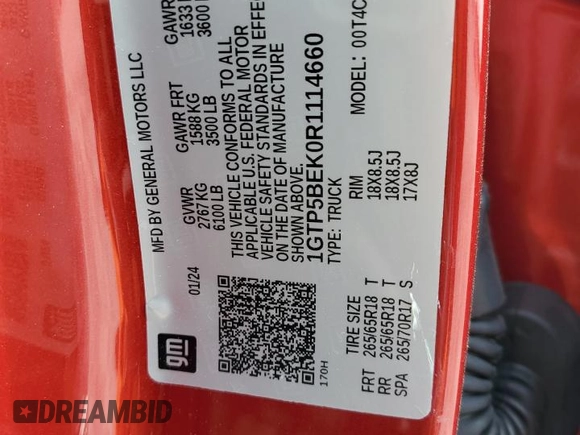 MFD BY GENERAL MOTORS LLC
01/24
GVWR GAWR FRT GAWR
2767 KG 1588 KG 1633
6100 LB 3500 LB 3600
THIS VEHICLE CONFORMS TO ALL
APPLICABLE U.S. FEDERAL MOTOR
VEHICLE SAFETY STANDARDS IN EFFE
ON THE DATE OF MANUFACTURE
SHOWN ABOVE.
1GTP5BEK0R1114660
TYPE: TRUCK MODEL: 00T4C
gm
170H
TIRE SIZE RIM
FRT 265/65R18 T 18X8.5J
RR 265/65R18 T 18X8.5J
SPA 265/70R17 S 17X8J
DREAMBID